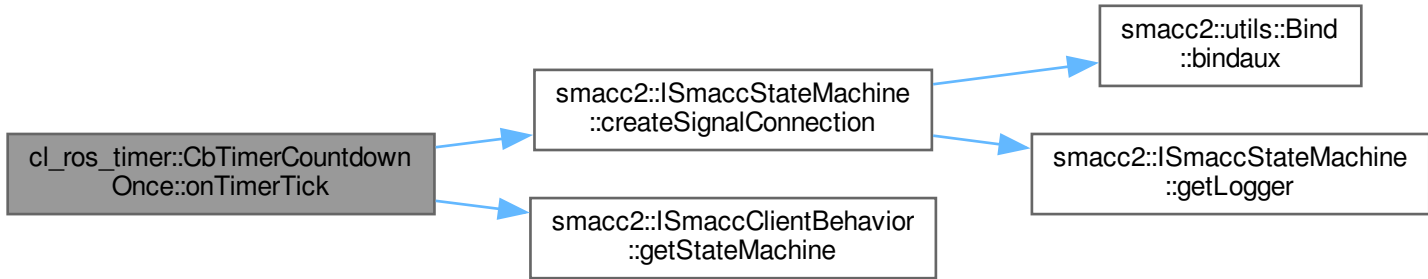 cl_ros_timer::CbTimerCountdown
Once::onTimerTick
smacc2::ISmaccStateMachine
::createSignalConnection
smacc2::ISmaccClientBehavior
::getStateMachine
smacc2::utils::Bind
::bindaux
smacc2::ISmaccStateMachine
::getLogger